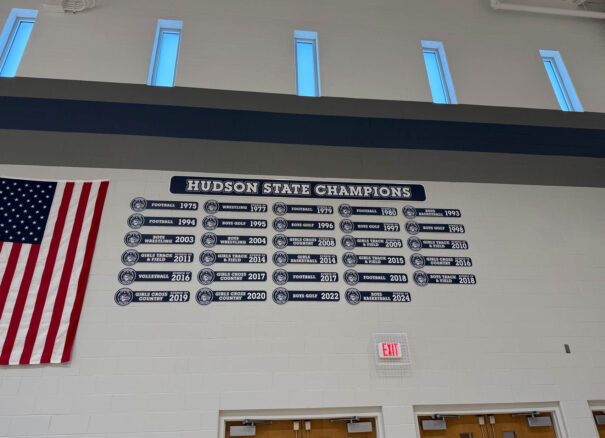 HUDSON STATE CHAMPIONS
FOOTBALL 1975
WRESTLING 1977
FOOTBALL 1979
FOOTBALL 1980
BASKETBALL 1993
FOOTBALL 1994
BOYS GOLF 1995
BOYS GOLF 1996
BOYS GOLF 1997
BOYS GOLF 1998
BOYS WRESTLING 2003
BOYS WRESTLING 2004
GIRLS CROSS COUNTRY 2008
GIRLS TRACK & FIELD 2009
GIRLS TRACK & FIELD 2010
GIRLS TRACK & FIELD 2011
GIRLS TRACK & FIELD 2014
GIRLS BASKETBALL 2014
GIRLS TRACK & FIELD 2015
GIRLS CROSS COUNTRY 2016
VOLLEYBALL 2016
GIRLS CROSS COUNTRY 2017
FOOTBALL 2017
FOOTBALL 2018
BOYS TRACK & FIELD 2018
GIRLS CROSS COUNTRY 2019
GIRLS CROSS COUNTRY 2020
BOYS GOLF 2022
BOYS BASKETBALL 2024
EXIT